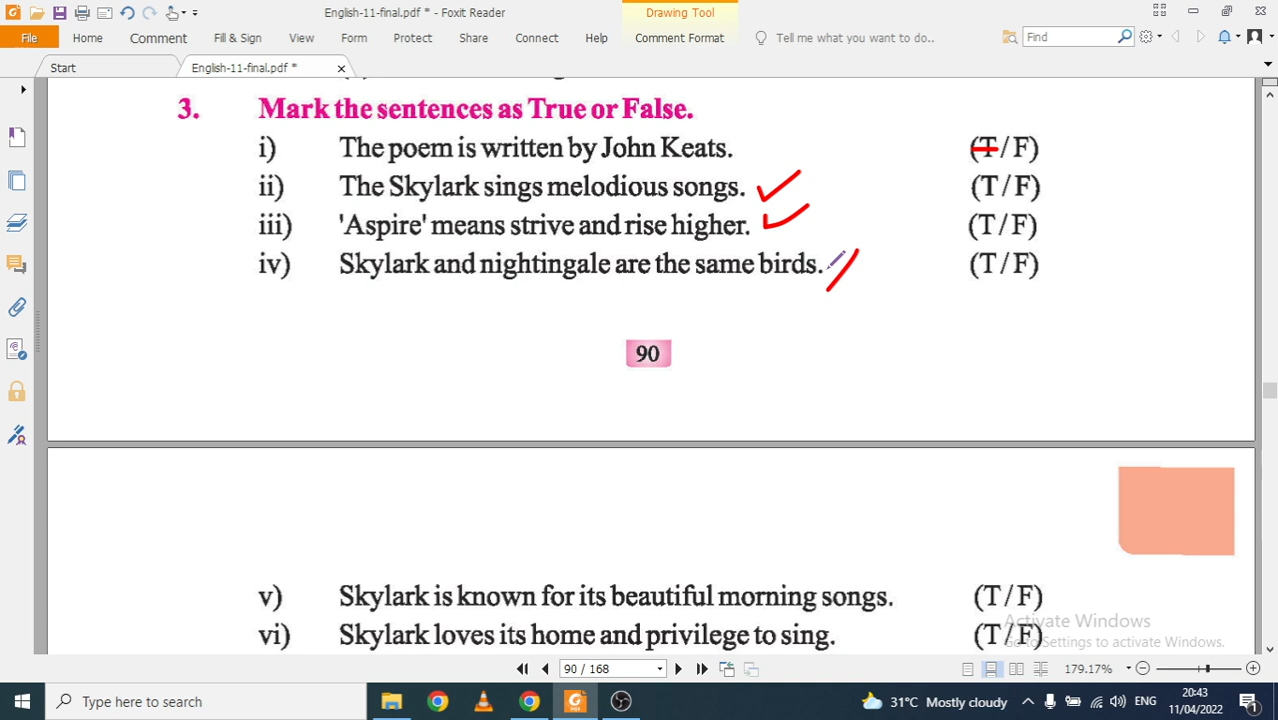 English-11-final.pdf * - Foxit Reader
Drawing Tool
File Home Comment Fill & Sign View Form Protect Share Connect Help Comment Format Tell me what you want to do.. Find
Start English-11-final.pdf *
3. Mark the sentences as True or False.
i) The poem is written by John Keats. (T / F)
ii) The Skylark sings melodious songs. (T / F)
iii) 'Aspire' means strive and rise higher. (T / F)
iv) Skylark and nightingale are the same birds. (T / F)
90
v) Skylark is known for its beautiful morning songs. (T / F)
Activate Windows
vi) Skylark loves its home and privilege to sing. (T / F)
Go to Settings to activate Windows.
90 / 168 179.17%
Type here to search 31°C Mostly cloudy ENG 20:43
11/04/2022